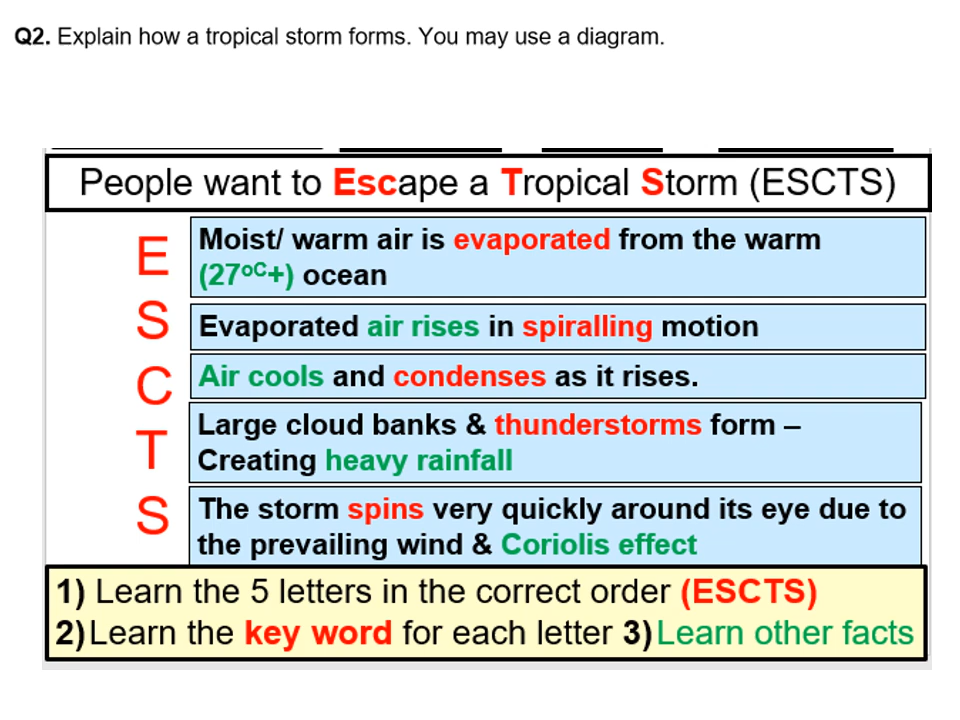 Q2. Explain how a tropical storm forms. You may use a diagram.
People want to Escape a Tropical Storm (ESCTS)
E
Moist/ warm air is evaporated from the warm
(27ºC+) ocean
S
Evaporated air rises in spiralling motion
C
Air cools and condenses as it rises.
T
Large cloud banks & thunderstorms form –
Creating heavy rainfall
S
The storm spins very quickly around its eye due to
the prevailing wind & Coriolis effect
1) Learn the 5 letters in the correct order (ESCTS)
2) Learn the key word for each letter 3) Learn other facts